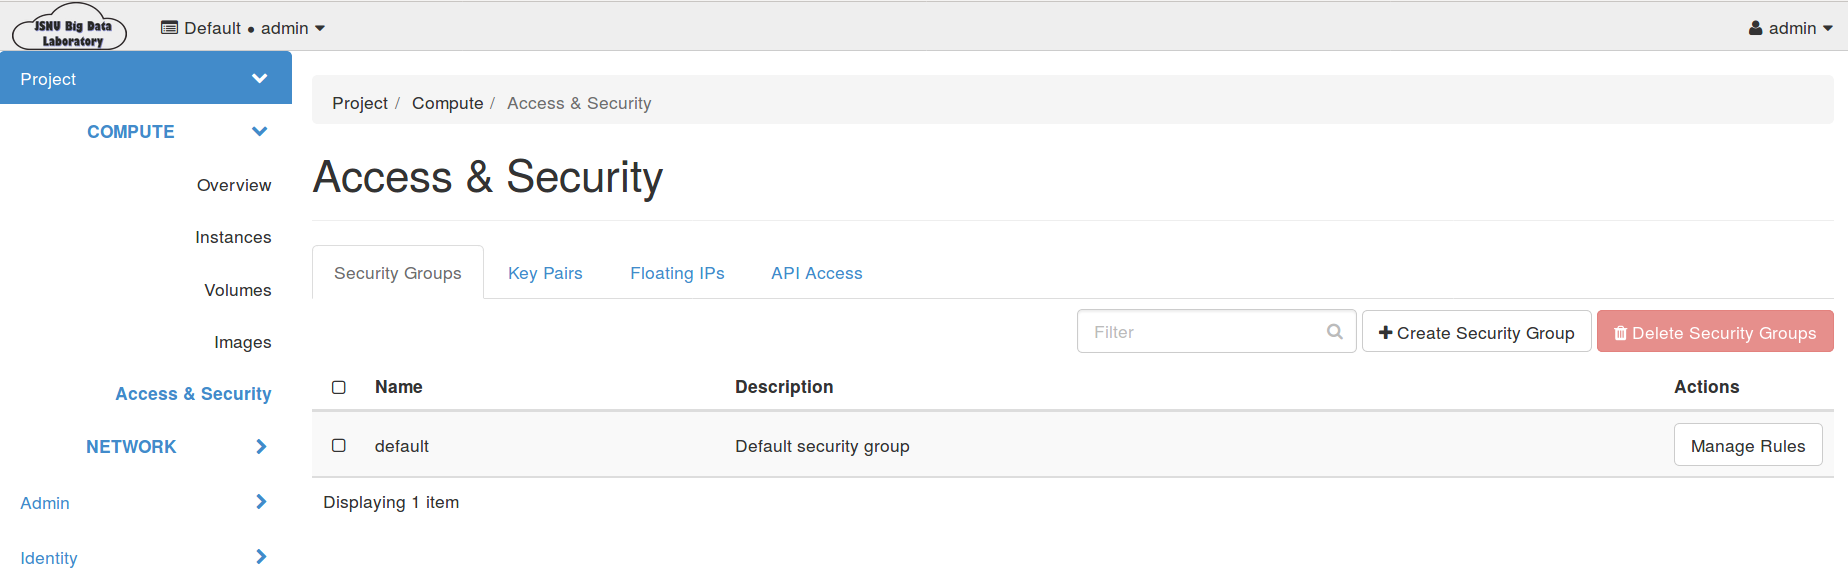 JSNU Big Data
Laboratory
Default • admin
admin
Project
COMPUTE
Overview
Instances
Volumes
Images
Access & Security
NETWORK
Admin
Identity
Project / Compute / Access & Security
Access & Security
Security Groups Key Pairs Floating IPs API Access
Filter Create Security Group Delete Security Groups
Name Description Actions
default Default security group Manage Rules
Displaying 1 item